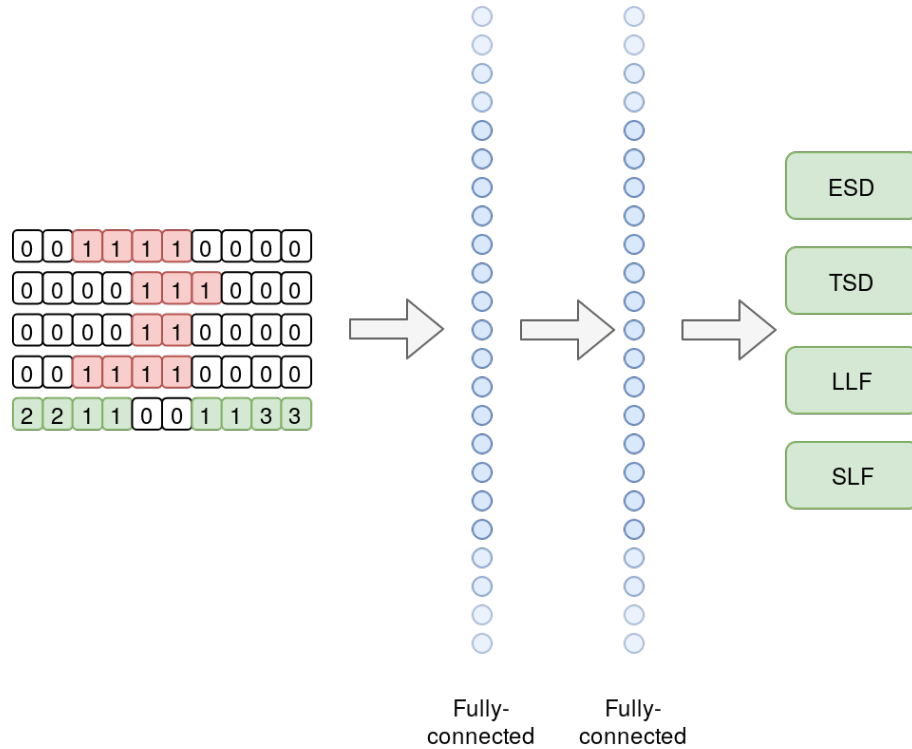 0 0 1 1 1 1 0 0 0 0
0 0 0 0 1 1 1 0 0 0
0 0 0 0 1 1 0 0 0 0
0 0 1 1 1 1 0 0 0 0
2 2 1 1 0 0 1 1 3 3
ESD
TSD
LLF
SLF
Fully-
connected
Fully-
connected